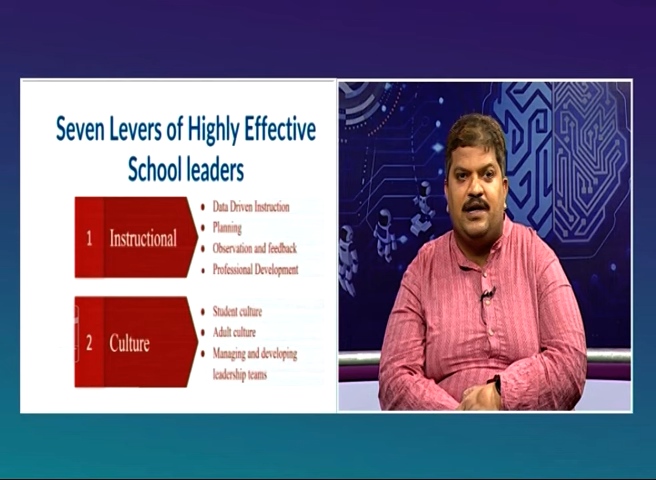 Seven Levers of Highly Effective
School leaders
1 Instructional
• Data Driven Instruction
• Planning
• Observation and feedback
• Professional Development
2 Culture
• Student culture
• Adult culture
• Managing and developing
leadership teams